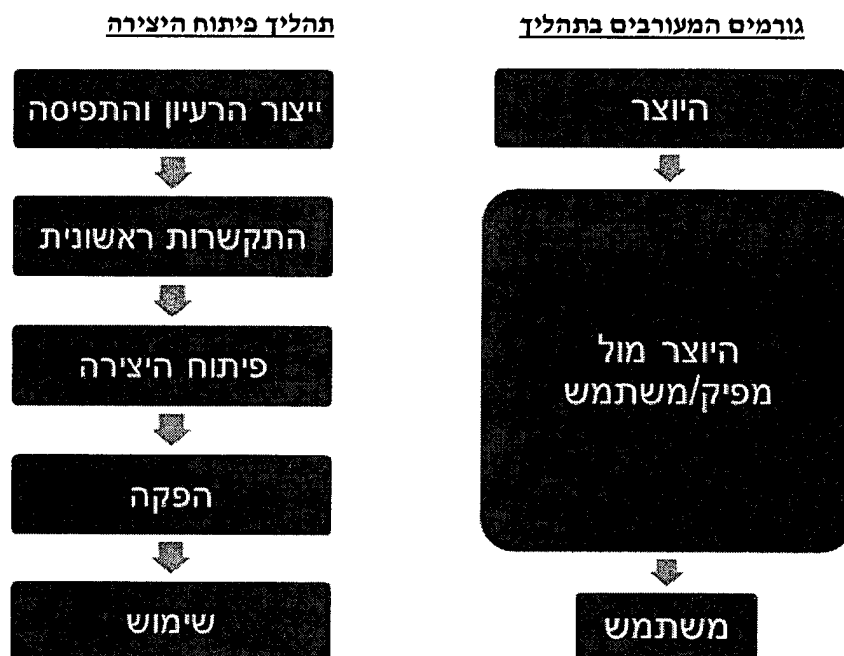 גורמים המעורבים בתהליך
היוצר
היוצר מול
מפיק/משתמש
משתמש
תהליך פיתוח היצירה
ייצור הרעיון והתפיסה
התקשרות ראשונית
פיתוח היצירה
הפקה
שימוש